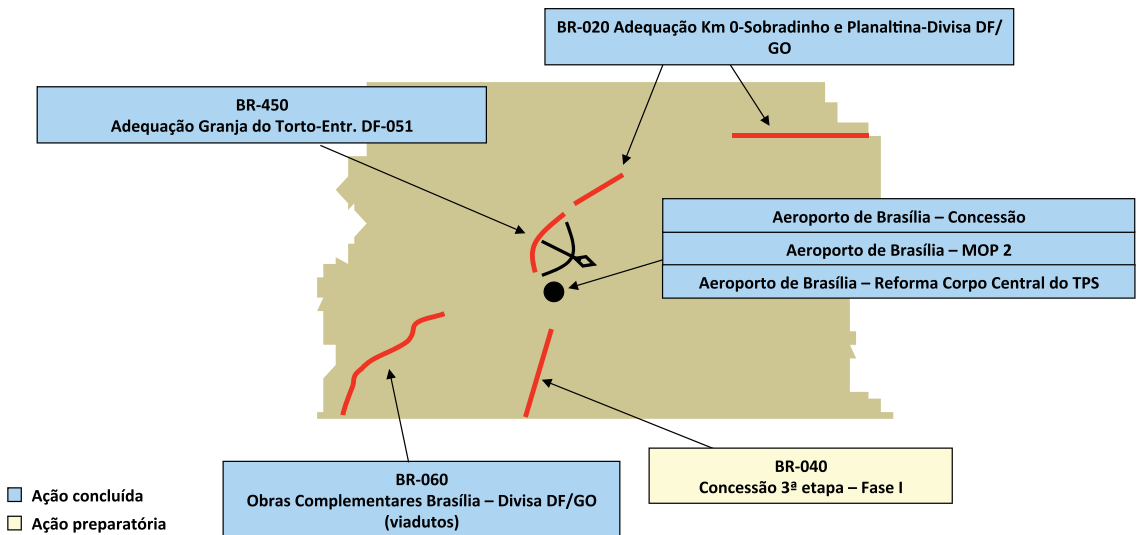 BR-020 Adequação Km 0-Sobradinho e Planaltina-Divisa DF/
GO
BR-450
Adequação Granja do Torto-Entr. DF-051
Aeroporto de Brasília – Concessão
Aeroporto de Brasília – MOP 2
Aeroporto de Brasília – Reforma Corpo Central do TPS
BR-040
Concessão 3ª etapa – Fase I
BR-060
Obras Complementares Brasília – Divisa DF/GO
(viadutos)
Ação concluída
Ação preparatória